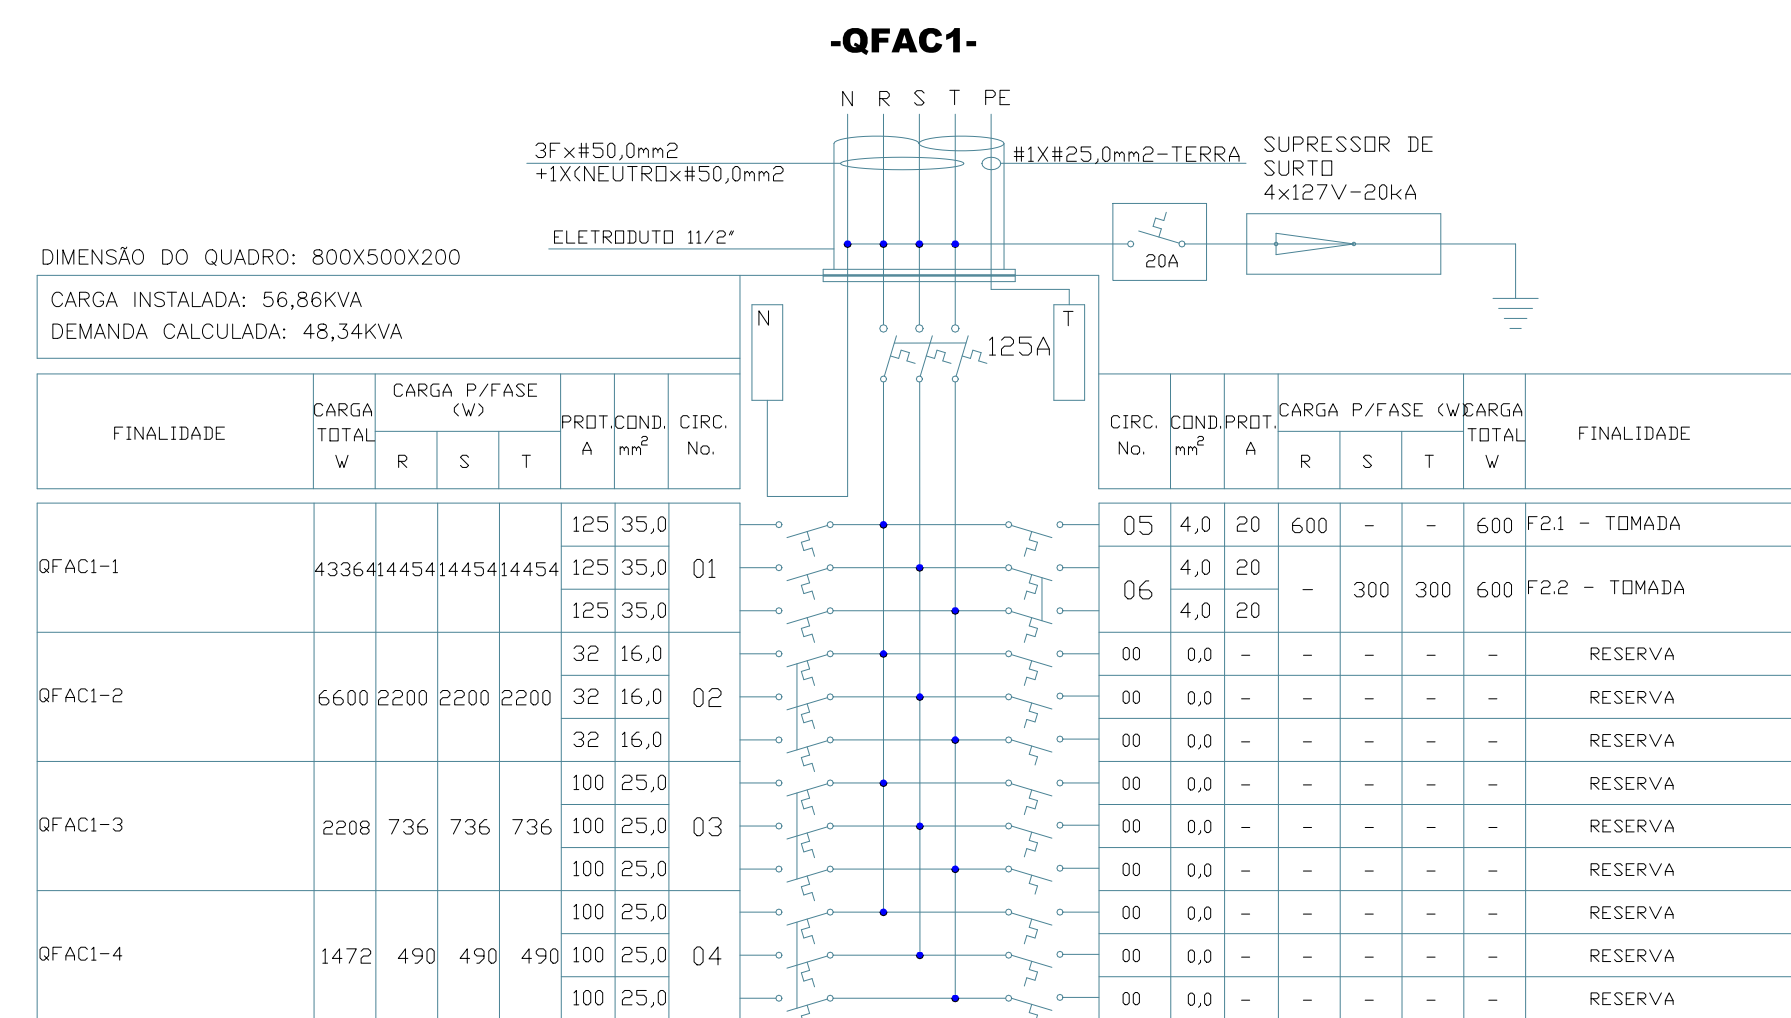 -QFAC1-
N R S T PE
3Fx#50,0mm2
+1X(NEUTROx#50,0mm2
#1X#25,0mm2-TERRA
SUPRESSOR DE
SURTO
4x127V-20kA
ELETRODUTO 11/2"
20A
DIMENSÃO DO QUADRO: 800X500X200
CARGA INSTALADA: 56,86KVA
DEMANDA CALCULADA: 48,34KVA
N
T
125A
FINALIDADE
CARGA
TOTAL
W
CARGA P/FASE
(W)
R S T
PROT.
A
COND.
mm2
CIRC.
No.
CIRC.
No.
COND.
mm2
PROT.
A
CARGA P/FASE (W)
R S T
CARGA
TOTAL
W
FINALIDADE
QFAC1-1 43364 14454 14454 14454 01
125 35,0
125 35,0
125 35,0
05 4,0 20 600 - - 600 F2.1 - TOMADA
06 - 300 300 600 F2.2 - TOMADA
4,0 20
4,0 20
QFAC1-2 6600 2200 2200 2200 02
32 16,0
32 16,0
32 16,0
00 0,0 - - - - - RESERVA
00 0,0 - - - - - RESERVA
00 0,0 - - - - - RESERVA
QFAC1-3 2208 736 736 736 03
100 25,0
100 25,0
100 25,0
00 0,0 - - - - - RESERVA
00 0,0 - - - - - RESERVA
00 0,0 - - - - - RESERVA
QFAC1-4 1472 490 490 490 04
100 25,0
100 25,0
100 25,0
00 0,0 - - - - - RESERVA
00 0,0 - - - - - RESERVA
00 0,0 - - - - - RESERVA